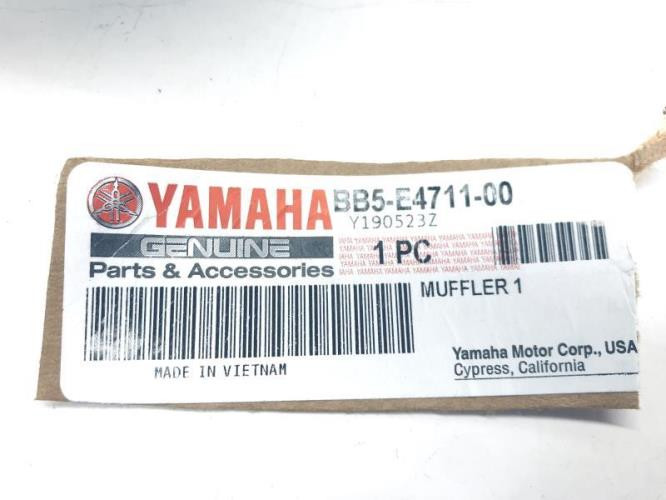 YAMAHA
GENUINE
Parts & Accessories
BB5-E4711-00
Y190523Z
1 PC
MUFFLER 1
Yamaha Motor Corp., USA
Cypress, California
MADE IN VIETNAM